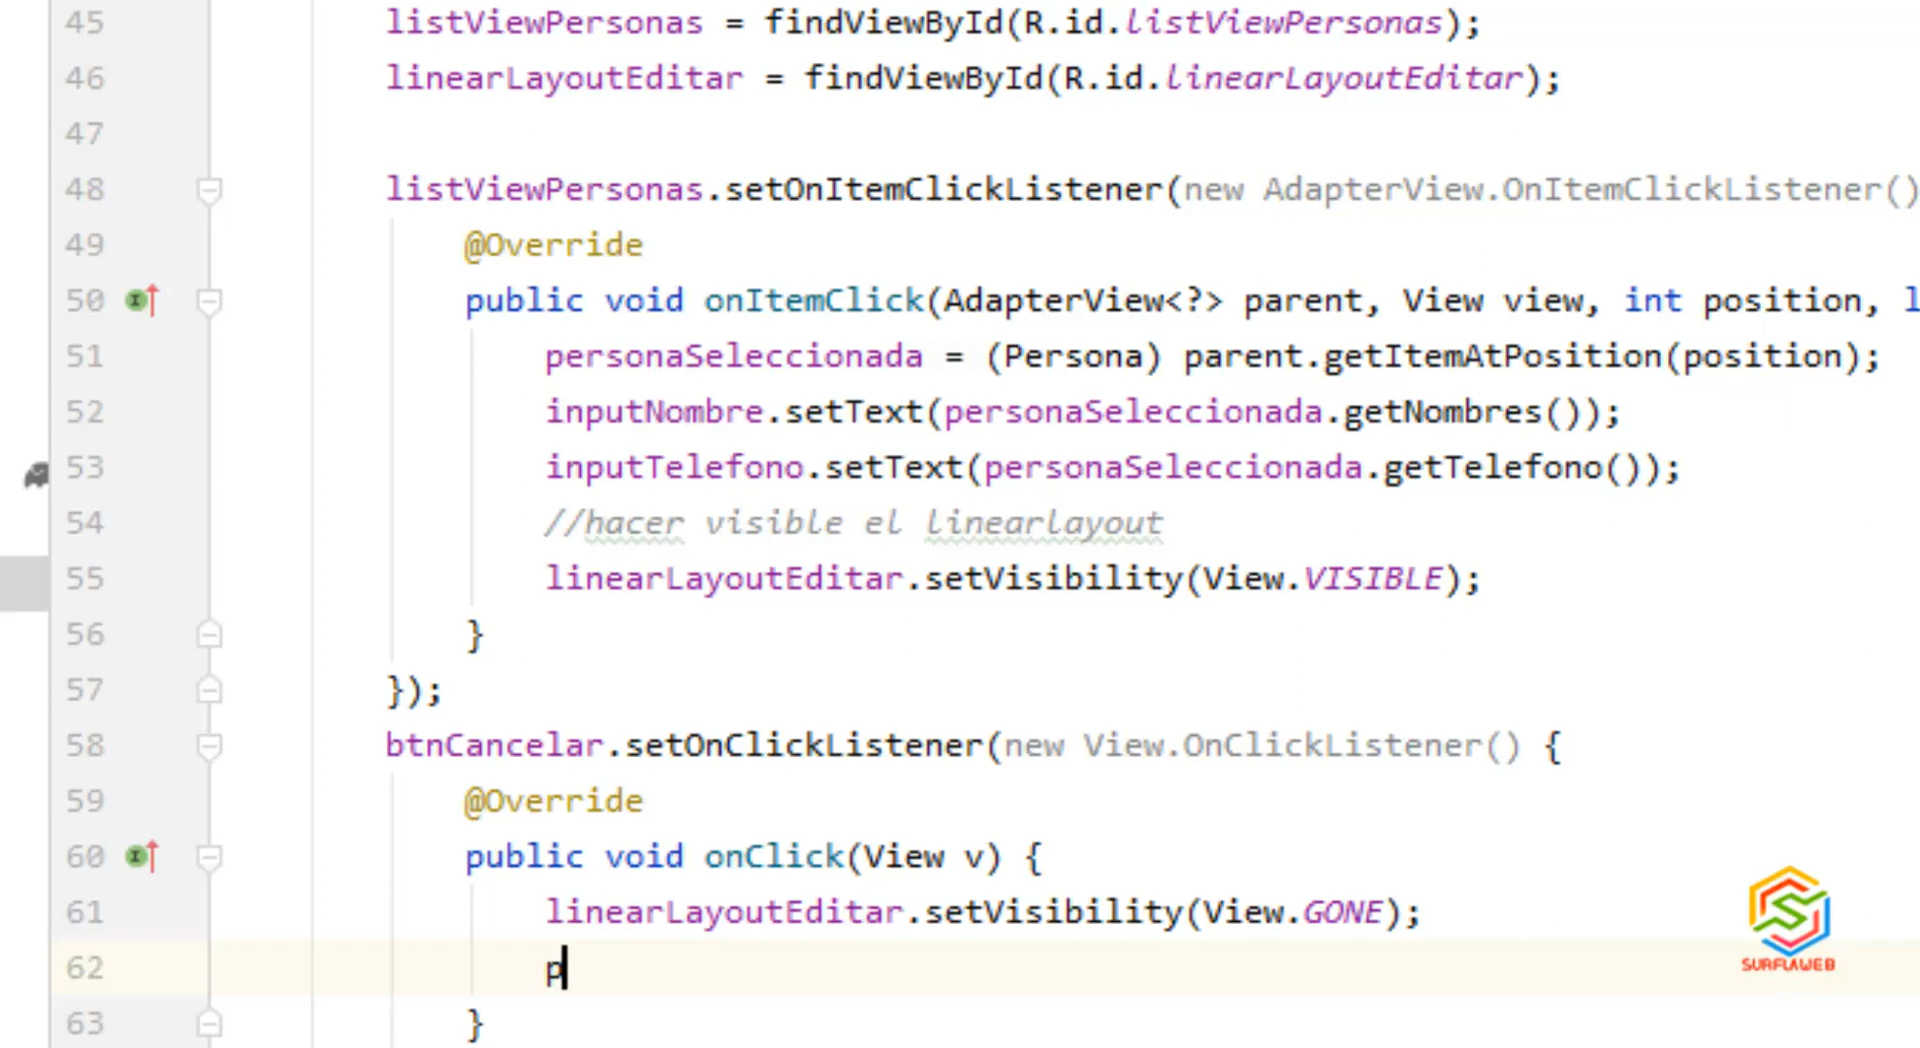 45 listViewPersonas = findViewById(R.id.listViewPersonas);
46 linearLayoutEditar = findViewById(R.id.linearLayoutEditar);
47
48 listViewPersonas.setOnItemClickListener(new AdapterView.OnItemClickListener()
49 @Override
50 public void onItemClick(AdapterView<?> parent, View view, int position, l
51 personaSeleccionada = (Persona) parent.getItemAtPosition(position);
52 inputNombre.setText(personaSeleccionada.getNombres());
53 inputTelefono.setText(personaSeleccionada.getTelefono());
54 //hacer visible el linearlayout
55 linearLayoutEditar.setVisibility(View.VISIBLE);
56 }
57 });
58 btnCancelar.setOnClickListener(new View.OnClickListener() {
59 @Override
60 public void onClick(View v) {
61 linearLayoutEditar.setVisibility(View.GONE);
62 p
63 }
SURFLAWEB